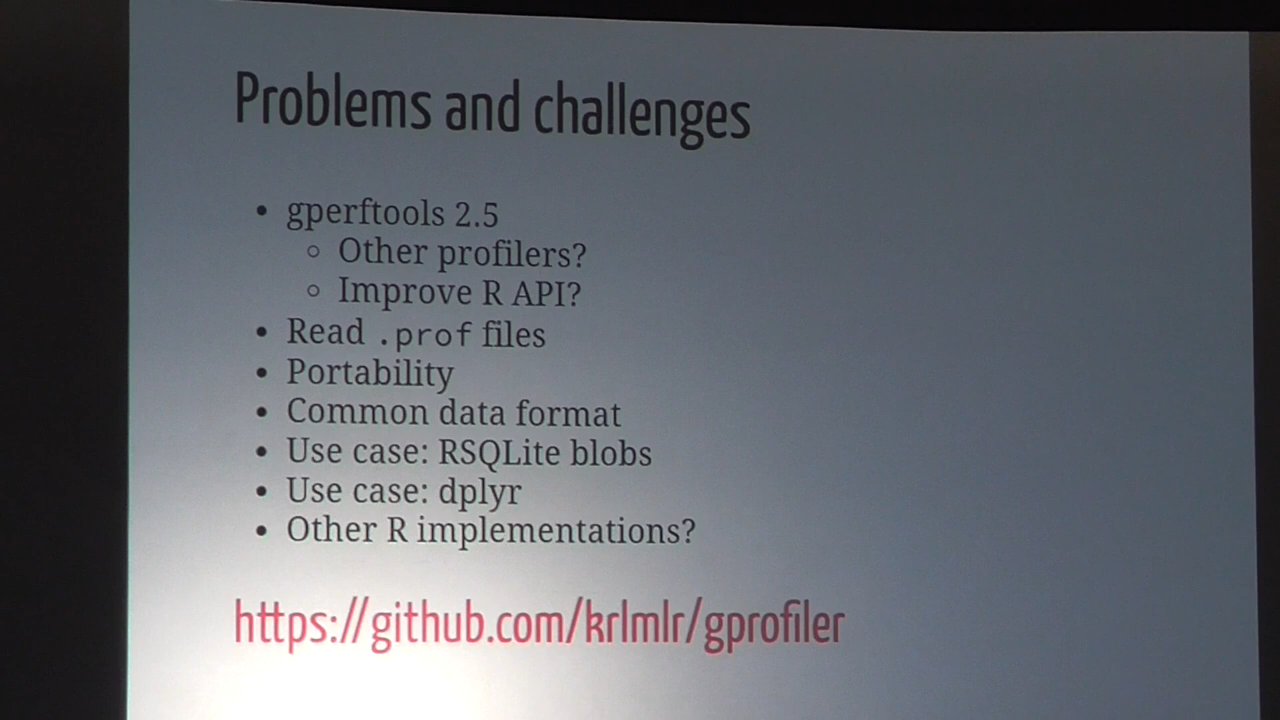 Problems and challenges
• gperftools 2.5
◦ Other profilers?
◦ Improve R API?
• Read .prof files
• Portability
• Common data format
• Use case: RSQLite blobs
• Use case: dplyr
• Other R implementations?
https://github.com/krlmlr/gprofiler